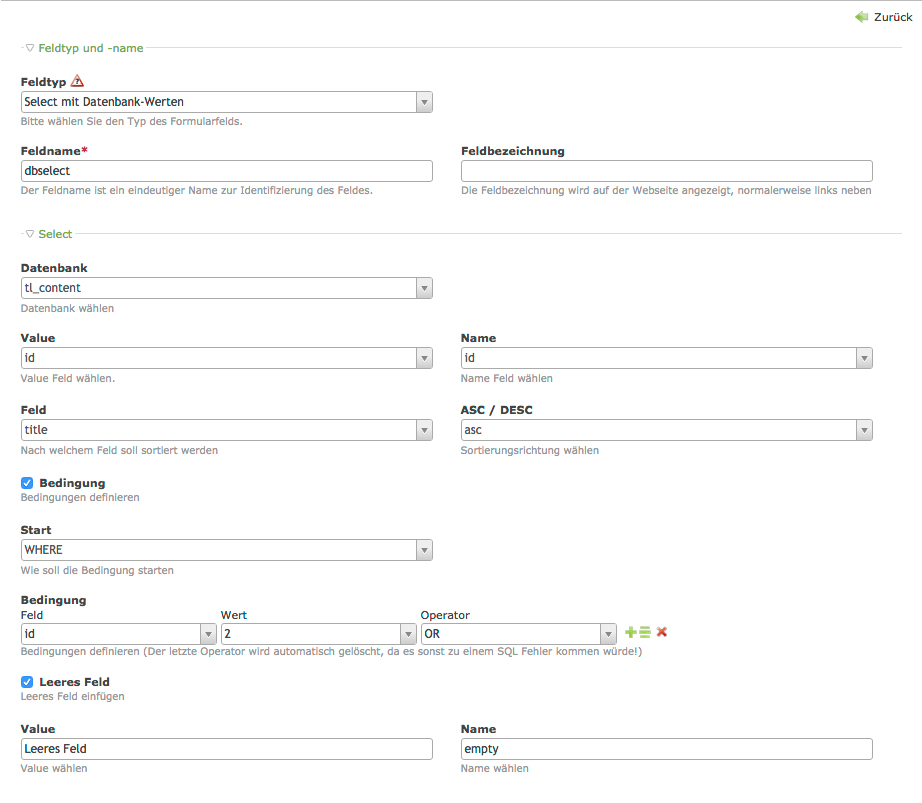 Zurück
Feldtyp und -name
Feldtyp
Select mit Datenbank-Werten
Bitte wählen Sie den Typ des Formularfelds.
Feldname* Feldbezeichnung
dbselect
Der Feldname ist ein eindeutiger Name zur Identifizierung des Feldes. Die Feldbezeichnung wird auf der Webseite angezeigt, normalerweise links neben
Select
Datenbank
tl_content
Datenbank wählen
Value Name
id id
Value Feld wählen. Name Feld wählen
Feld ASC / DESC
title asc
Nach welchem Feld soll sortiert werden Sortierungsrichtung wählen
Bedingung
Bedingungen definieren
Start
WHERE
Wie soll die Bedingung starten
Bedingung
Feld Wert Operator
id 2 OR
Bedingungen definieren (Der letzte Operator wird automatisch gelöscht, da es sonst zu einem SQL Fehler kommen würde!)
Leeres Feld
Leeres Feld einfügen
Value Name
Leeres Feld empty
Value wählen Name wählen